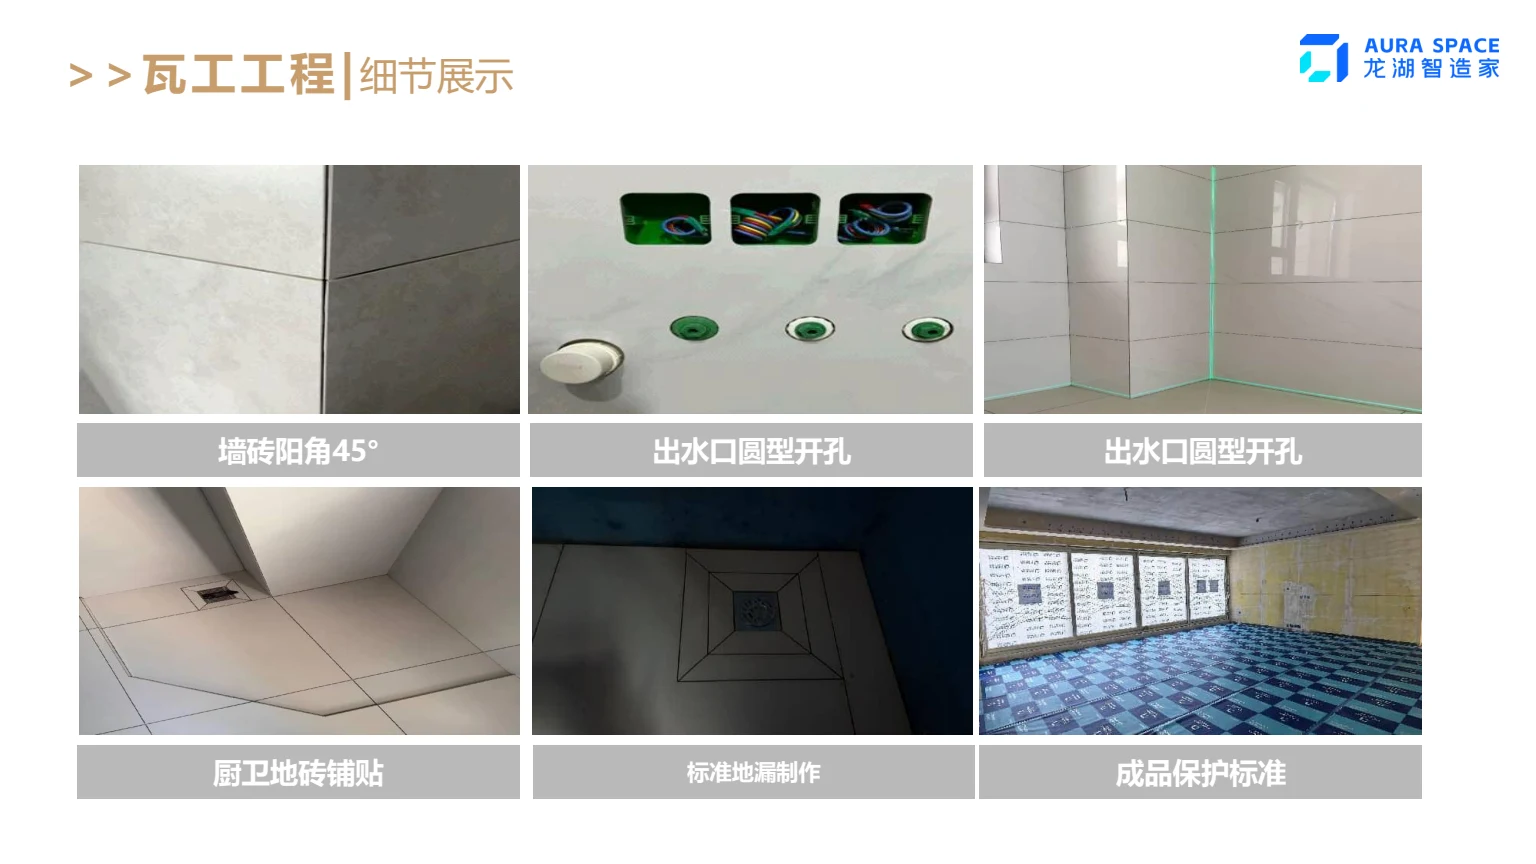 > > 瓦工工程|细节展示
AURA SPACE
龙湖智造家
墙砖阳角45°
出水口圆型开孔
出水口圆型开孔
厨卫地砖铺贴
标准地漏制作
成品保护标准